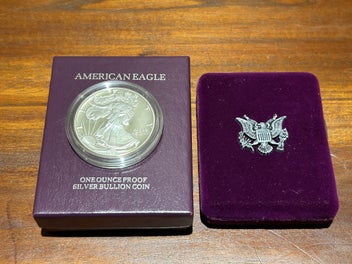 AMERICAN EAGLE
ONE OUNCE PROOF
SILVER BULLION COIN